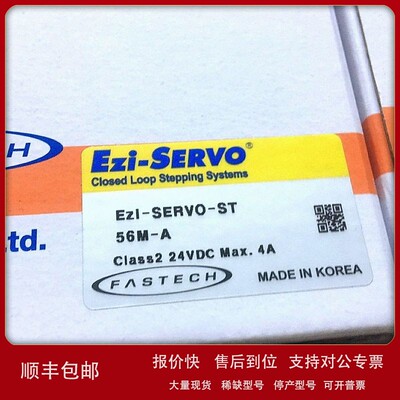 TECH
Ltd.
Ezi-SERVO®
Closed Loop Stepping Systems
Ezi-SERVO-ST
56M-A
Class2 24VDC Max. 4A
FASTECH
MADE IN KOREA
顺丰包邮
报价快 售后到位 支持对公专票
大量现货 稀缺型号 停产型号 可开普票